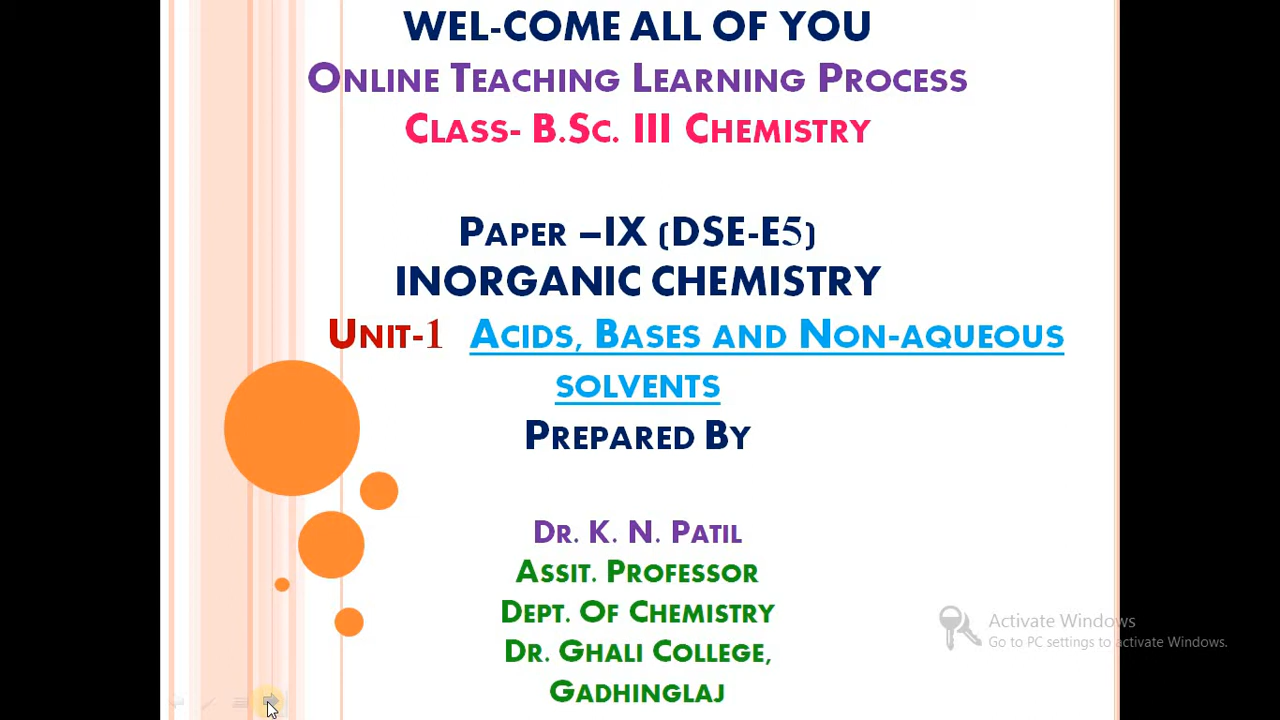 WEL-COME ALL OF YOU
ONLINE TEACHING LEARNING PROCESS
CLASS- B.SC. III CHEMISTRY
PAPER –IX (DSE-E5)
INORGANIC CHEMISTRY
UNIT-1 ACIDS, BASES AND NON-AQUEOUS
SOLVENTS
PREPARED BY
DR. K. N. PATIL
ASSIT. PROFESSOR
DEPT. OF CHEMISTRY
DR. GHALI COLLEGE,
GADHINGLAJ
Activate Windows
Go to PC settings to activate Windows.